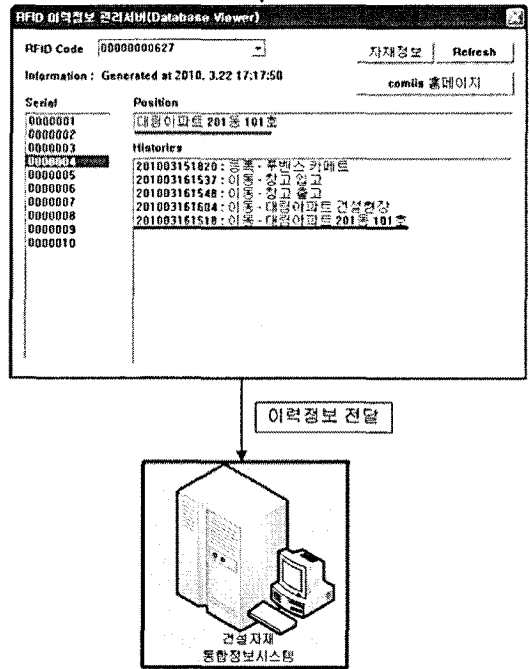 RFID 이력정보 관리서버(Database Viewer)
RFID Code 00000000627 자재정보 Refresh
Information : Generated at 2010. 3.22 17:17:50 comiis 홈페이지
Serial Position
0000001 대림아파트 201동 101호
0000002
0000003 Histories
0000004 201003151820 : 등록 - 푸벤스 카페트
0000005 201003161537 : 이동 - 창고 입고
0000006 201003161548 : 이동 - 창고 출고
0000007 201003161604 : 이동 - 대림아파트 건설현장
0000008 201003161518 : 이동 - 대림아파트 201동 101호
0000009
0000010
이력정보 전달
건설자재
통합정보시스템